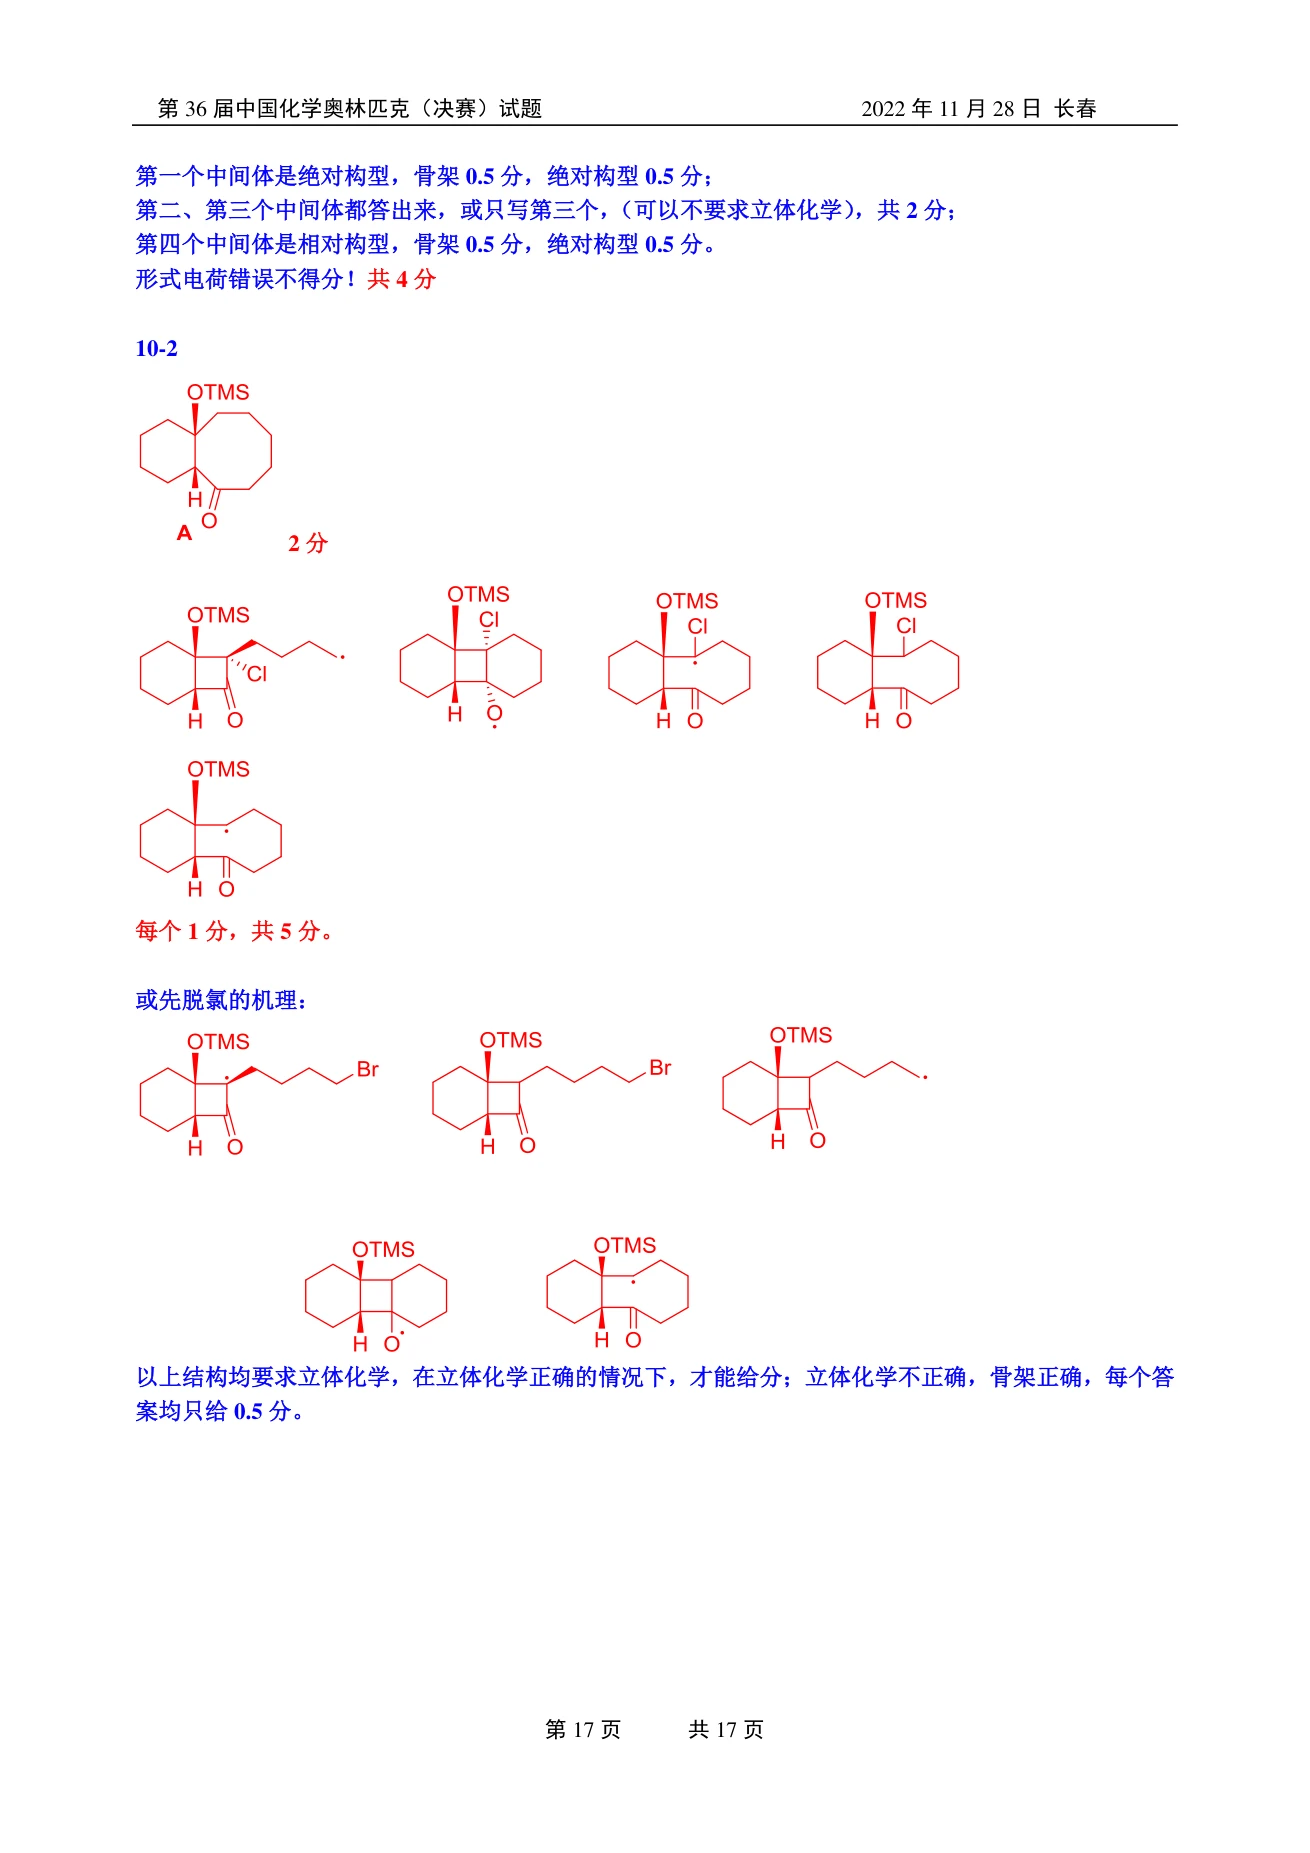 第 36 届中国化学奥林匹克（决赛）试题 2022 年 11 月 28 日 长春
第一个中间体是绝对构型，骨架 0.5 分，绝对构型 0.5 分；
第二、第三个中间体都答出来，或只写第三个，（可以不要求立体化学），共 2 分；
第四个中间体是相对构型，骨架 0.5 分，绝对构型 0.5 分。
形式电荷错误不得分！共 4 分
10-2
OTMS
H
O
A
2 分
OTMS
Cl
H O
OTMS
Cl
H O
OTMS
Cl
H O
OTMS
Cl
H O
OTMS
H O
每个 1 分，共 5 分。
或先脱氯的机理：
OTMS
Br
H O
OTMS
Br
H O
OTMS
H O
OTMS
H O
OTMS
H O
以上结构均要求立体化学，在立体化学正确的情况下，才能给分；立体化学不正确，骨架正确，每个答
案均只给 0.5 分。
第 17 页 共 17 页